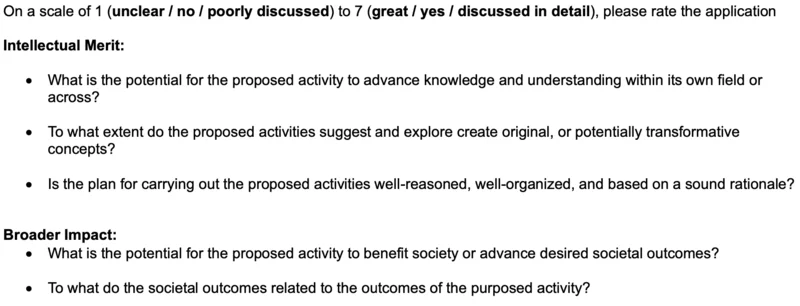 On a scale of 1 (unclear / no / poorly discussed) to 7 (great / yes / discussed in detail), please rate the application
Intellectual Merit:
• What is the potential for the proposed activity to advance knowledge and understanding within its own field or
across?
• To what extent do the proposed activities suggest and explore create original, or potentially transformative
concepts?
• Is the plan for carrying out the proposed activities well-reasoned, well-organized, and based on a sound rationale?
Broader Impact:
• What is the potential for the proposed activity to benefit society or advance desired societal outcomes?
• To what do the societal outcomes related to the outcomes of the purposed activity?